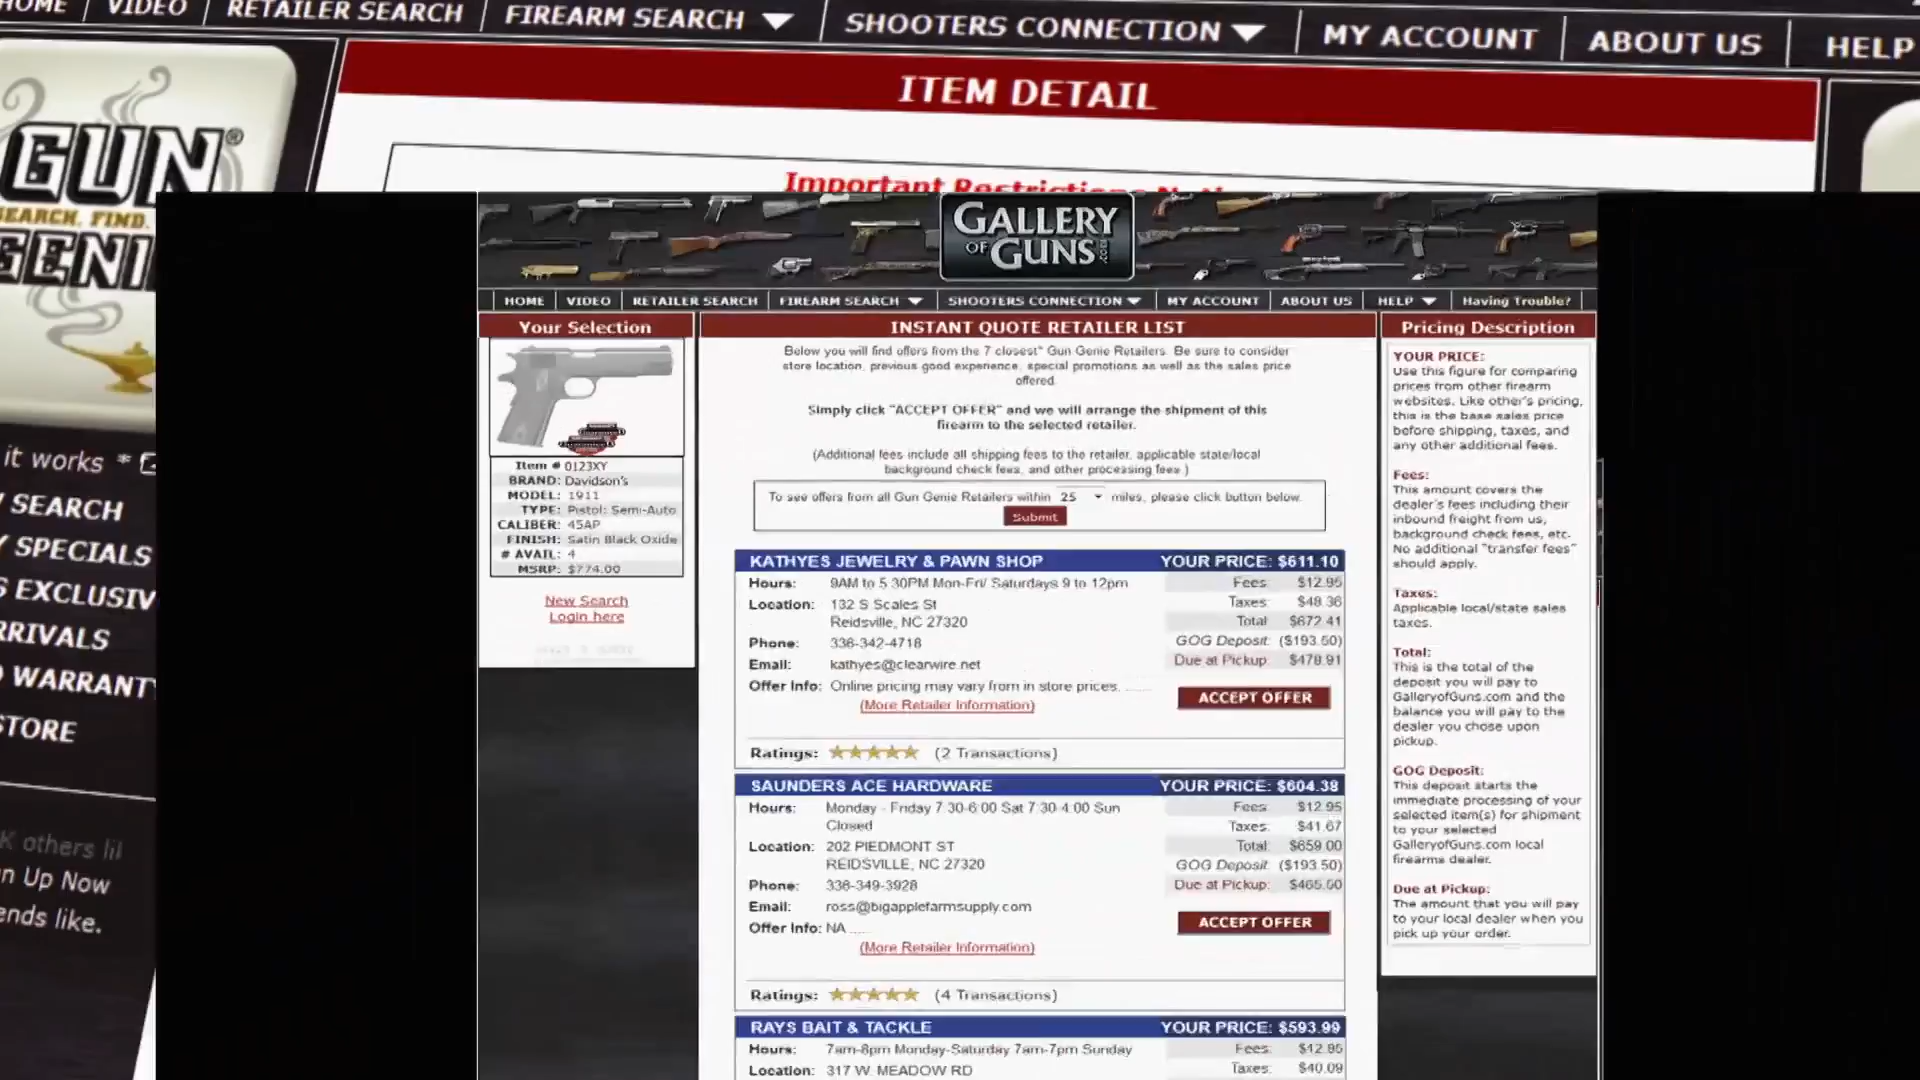 HOME
VIDEO
RETAILER SEARCH
FIREARM SEARCH
SHOOTERS CONNECTION
MY ACCOUNT
ABOUT US
HELP
ITEM DETAIL
GUN®
SEARCH. FIND.
GENI
Important Restrictions
it works *
SEARCH
SPECIALS
EXCLUSIV
RRIVALS
WARRANTY
STORE
K others lil
n Up Now
ends like.
GALLERY
OF GUNS.COM
HOME
VIDEO
RETAILER SEARCH
FIREARM SEARCH
SHOOTERS CONNECTION
MY ACCOUNT
ABOUT US
HELP
Having Trouble?
Your Selection
Item # 0123XY
BRAND: Davidson's
MODEL: 1911
TYPE: Pistol: Semi-Auto
CALIBER: 45AP
FINISH: Satin Black Oxide
# AVAIL: 4
MSRP: $774.00
New Search
Login here
INSTANT QUOTE RETAILER LIST
Below you will find offers from the 7 closest* Gun Genie Retailers. Be sure to consider
store location, previous good experience, special promotions as well as the sales price
offered.
Simply click "ACCEPT OFFER" and we will arrange the shipment of this
firearm to the selected retailer.
(Additional fees include all shipping fees to the retailer, applicable state/local
background check fees, and other processing fees.)
To see offers from all Gun Genie Retailers within 25 miles, please click button below.
Submit
KATHYES JEWELRY & PAWN SHOP YOUR PRICE: $611.10
Hours: 9AM to 5:30PM Mon-Fri/ Saturdays 9 to 12pm Fees: $12.95
Location: 132 S Scales St Taxes: $48.36
Reidsville, NC 27320 Total: $672.41
Phone: 336-342-4718 GOG Deposit: ($193.50)
Email: kathyes@clearwire.net Due at Pickup: $478.91
Offer Info: Online pricing may vary from in store prices. ......
(More Retailer Information) ACCEPT OFFER
Ratings: (2 Transactions)
SAUNDERS ACE HARDWARE YOUR PRICE: $604.38
Hours: Monday - Friday 7:30-6:00 Sat 7:30-4:00 Sun Fees: $12.95
Closed Taxes: $41.67
Location: 202 PIEDMONT ST Total: $659.00
REIDSVILLE, NC 27320 GOG Deposit: ($193.50)
Phone: 336-349-3928 Due at Pickup: $465.50
Email: ross@bigapplefarmsupply.com
Offer Info: NA ..... ACCEPT OFFER
(More Retailer Information)
Ratings: (4 Transactions)
RAYS BAIT & TACKLE YOUR PRICE: $593.99
Hours: 7am-8pm Monday-Saturday 7am-7pm Sunday Fees: $12.95
Location: 317 W. MEADOW RD Taxes: $40.09
Pricing Description
YOUR PRICE:
Use this figure for comparing
prices from other firearm
websites. Like other's pricing,
this is the base sales price
before shipping, taxes, and
any other additional fees.
Fees:
This amount covers the
dealer's fees including their
inbound freight from us,
background check fees, etc-
No additional "transfer fees"
should apply.
Taxes:
Applicable local/state sales
taxes.
Total:
This is the total of the
deposit you will pay to
GalleryofGuns.com and the
balance you will pay to the
dealer you chose upon
pickup.
GOG Deposit:
This deposit starts the
immediate processing of your
selected item(s) for shipment
to your selected
GalleryofGuns.com local
firearms dealer.
Due at Pickup:
The amount that you will pay
to your local dealer when you
pick up your order.